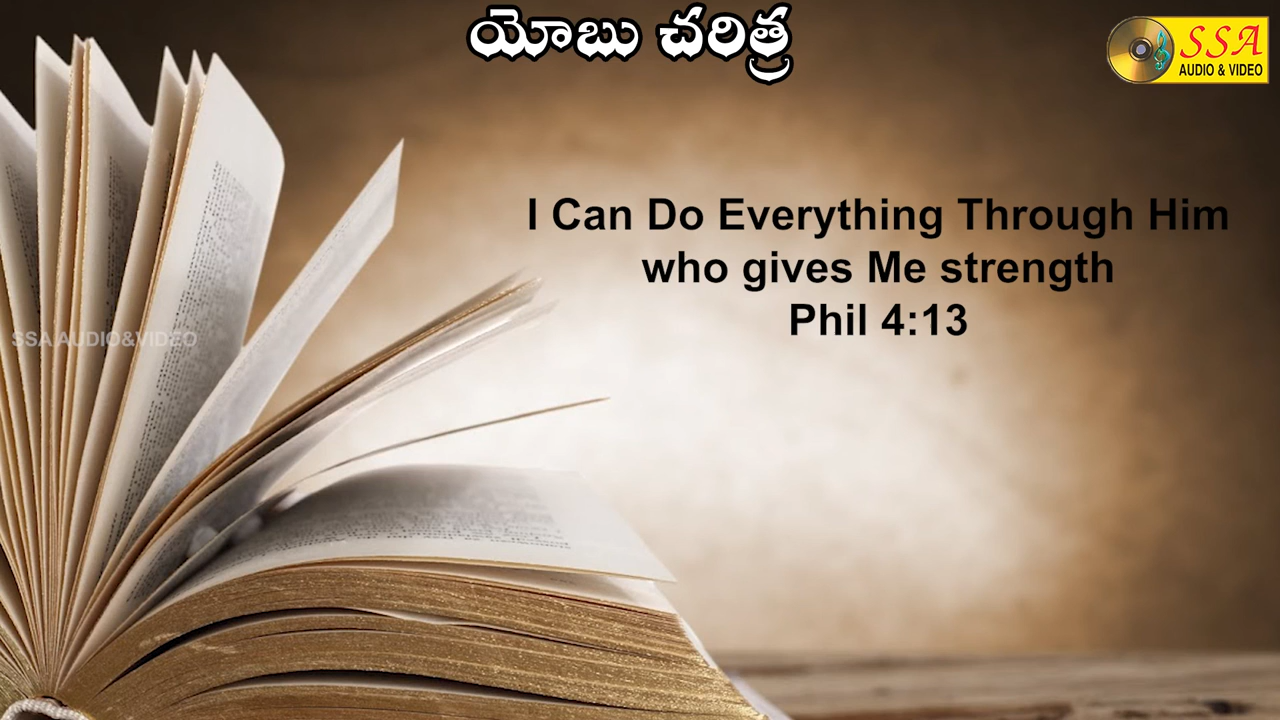 యోబు చరిత్ర
SSA
AUDIO & VIDEO
I Can Do Everything Through Him
who gives Me strength
Phil 4:13
SSA AUDIO&VIDEO